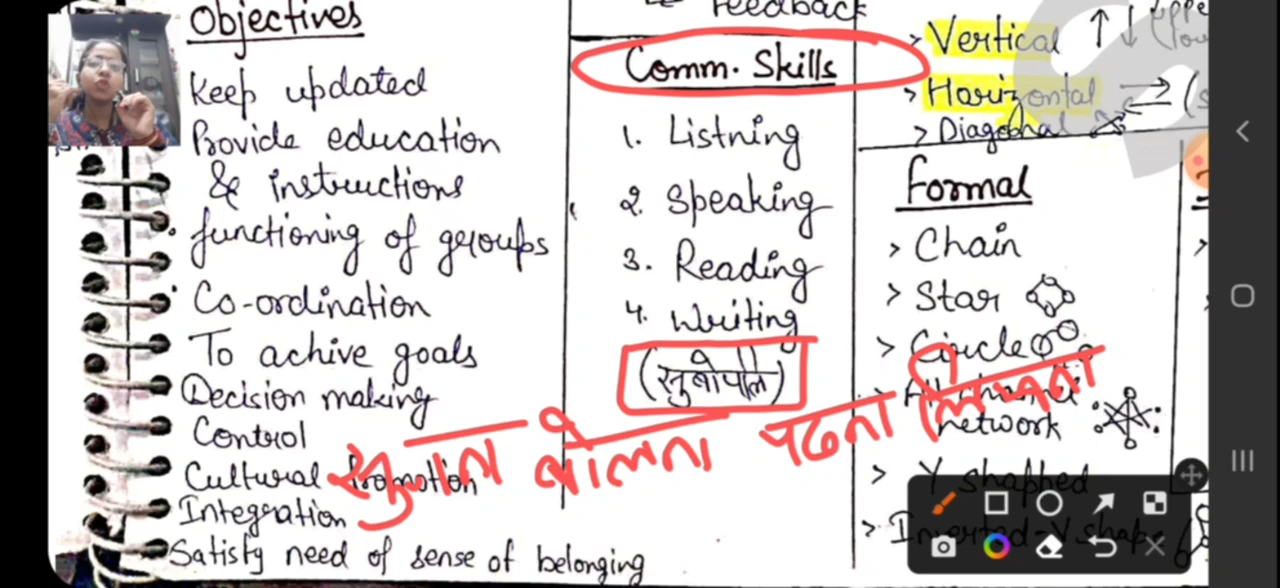 Objectives
Keep updated
Provide education
& instructions
functioning of groups
Co-ordination
To achive goals
Decision making
Control
Cultural Promotion
Integration
Satisfy need of sense of belonging
Feedback
Comm. Skills
1. Listning
2. Speaking
3. Reading
4. Writing
(सुबोपलि)
सुनना बोलना पढना लिखना
> Vertical
> Horizontal
> Diagonal
Formal
> Chain
> Star
> Circle
network
> Y shapped
> Inverted-Y shape